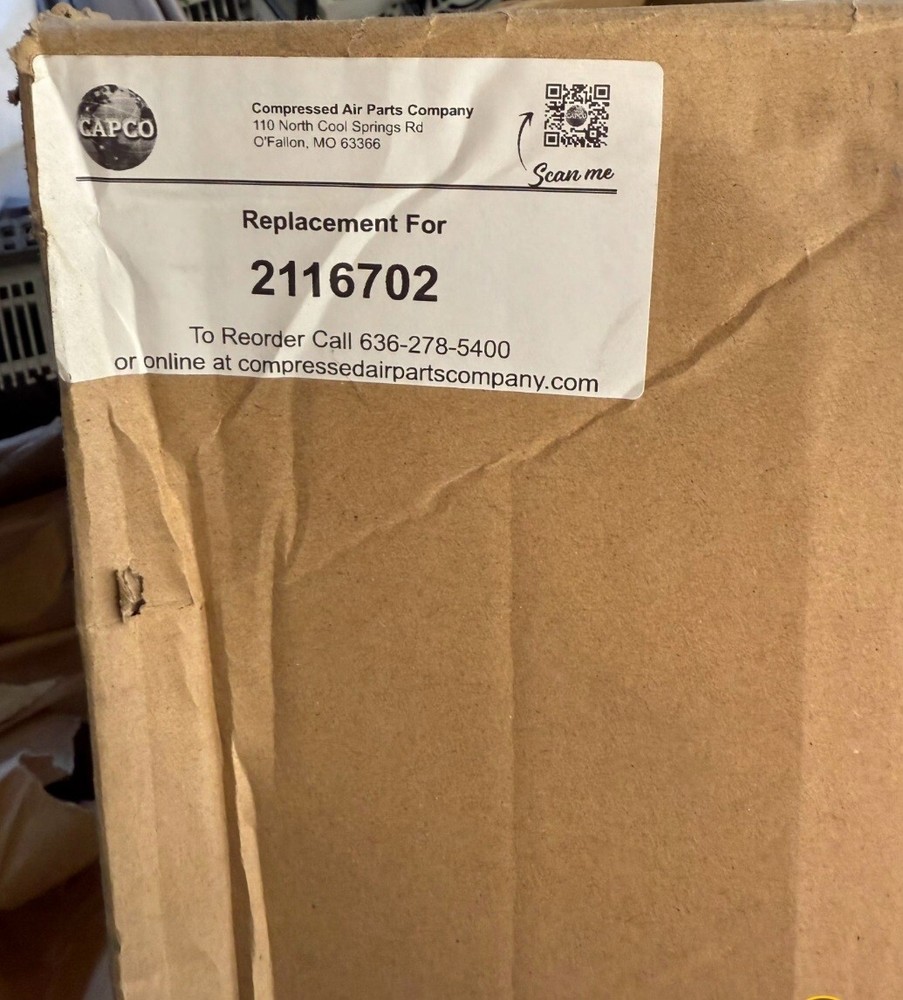 CAPCO
Compressed Air Parts Company
110 North Cool Springs Rd
O'Fallon, MO 63366
Scan me
Replacement For
2116702
To Reorder Call 636-278-5400
or online at compressedairpartscompany.com